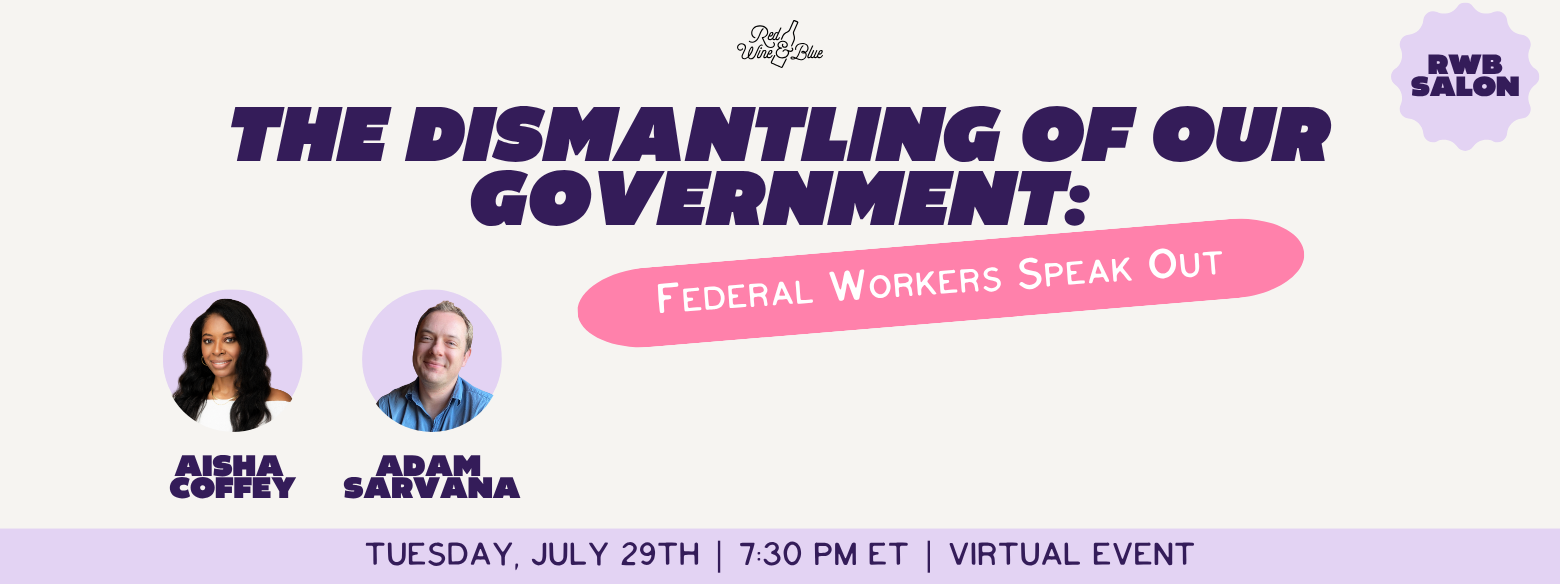 Red
Wine & Blue
RWB
SALON
THE DISMANTLING OF OUR
GOVERNMENT:
FEDERAL WORKERS SPEAK OUT
AISHA
COFFEY
ADAM
SARVANA
TUESDAY, JULY 29TH | 7:30 PM ET | VIRTUAL EVENT